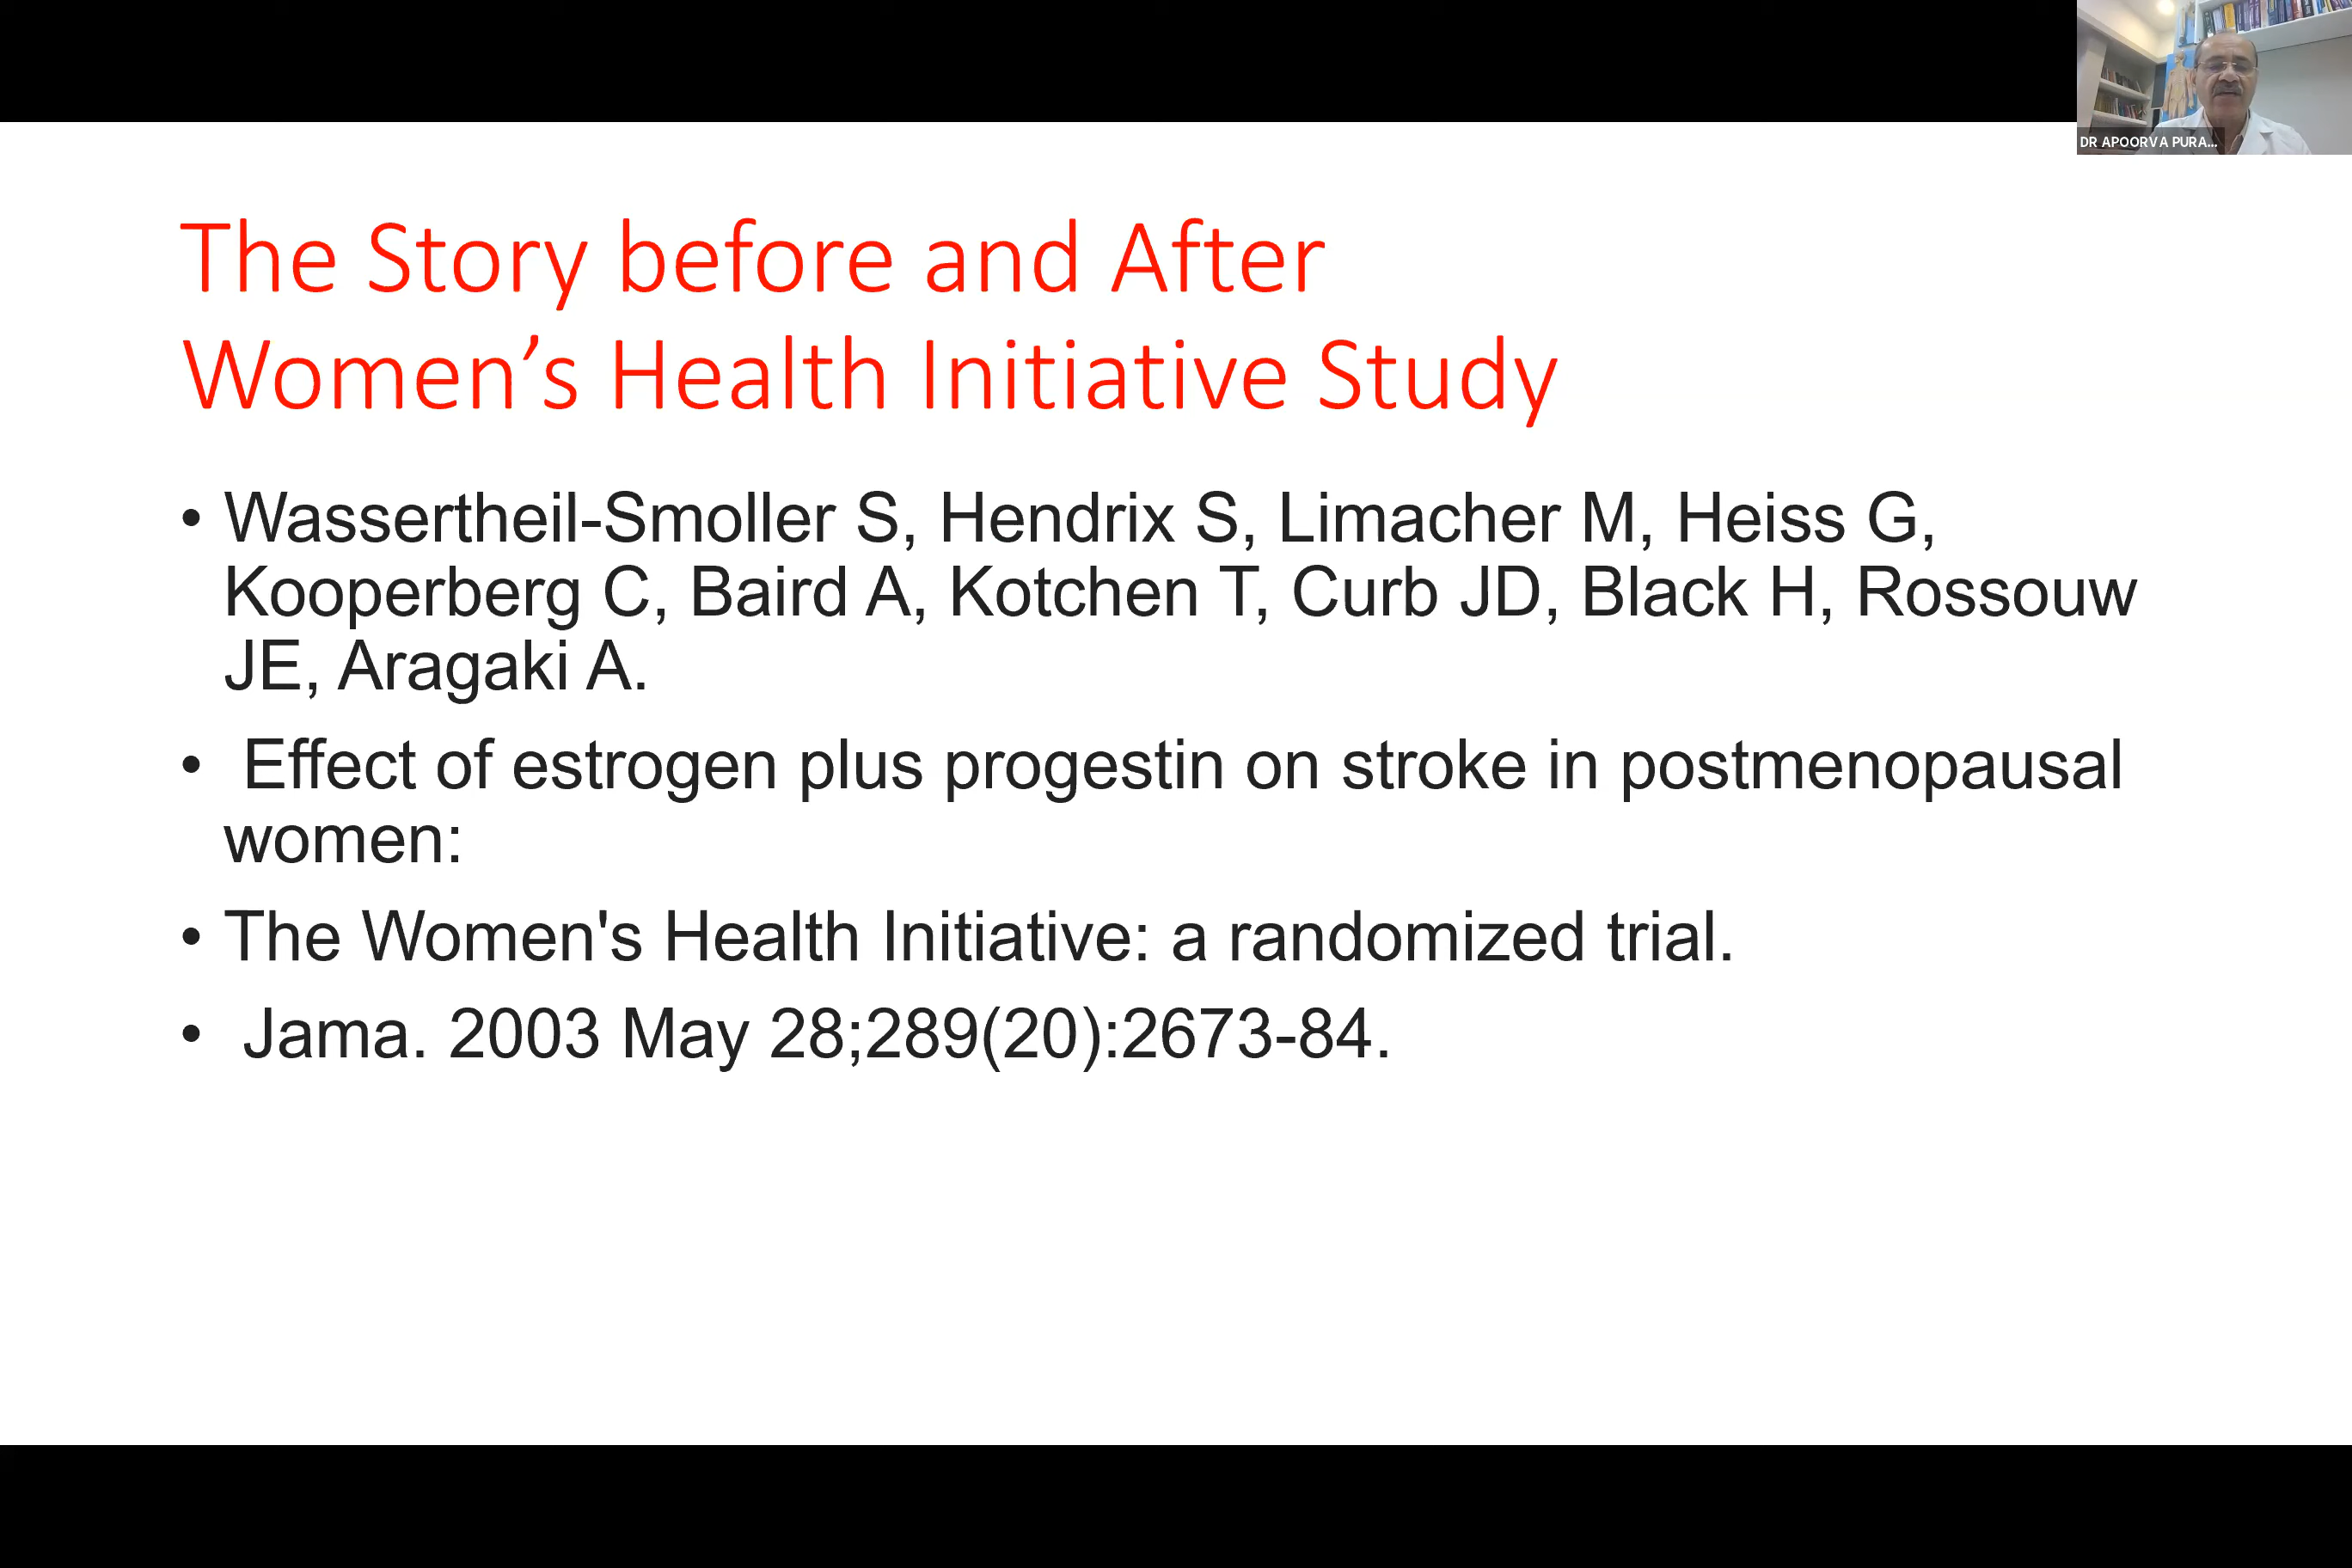 DR APOORVA PURA...
The Story before and After
Women’s Health Initiative Study
• Wassertheil-Smoller S, Hendrix S, Limacher M, Heiss G,
Kooperberg C, Baird A, Kotchen T, Curb JD, Black H, Rossouw
JE, Aragaki A.
• Effect of estrogen plus progestin on stroke in postmenopausal
women:
• The Women's Health Initiative: a randomized trial.
• Jama. 2003 May 28;289(20):2673-84.